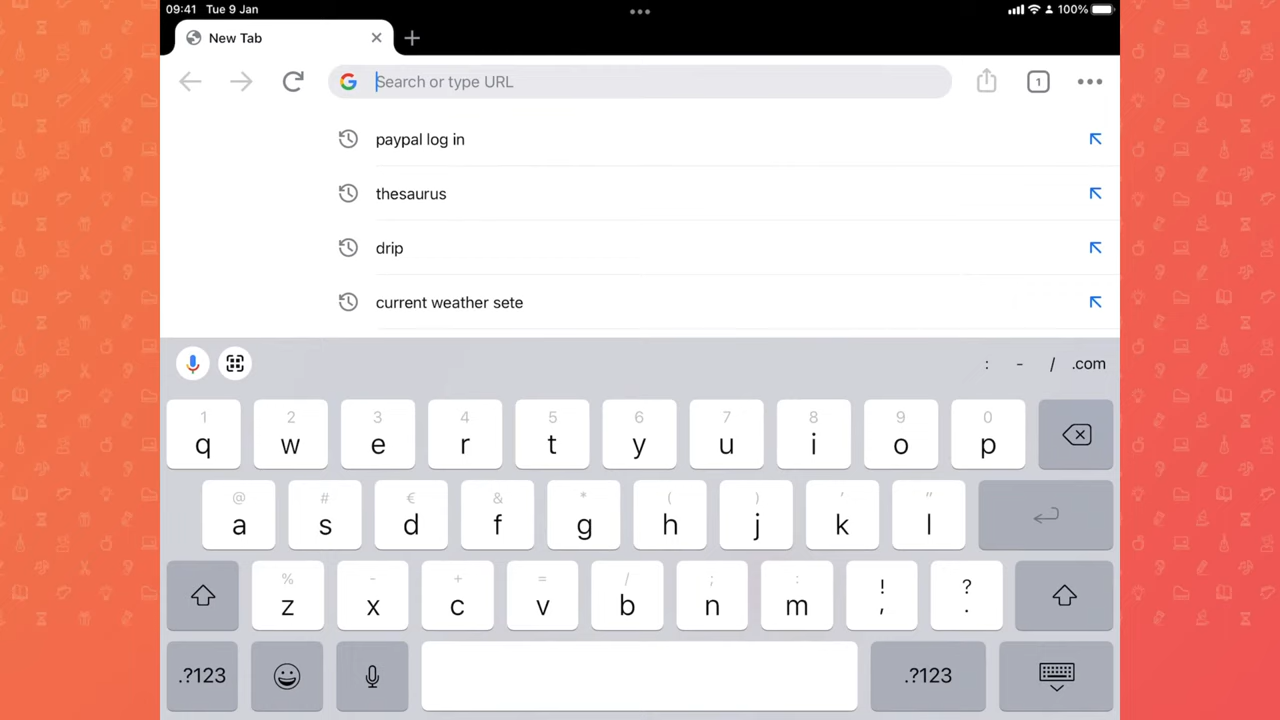 09:41 Tue 9 Jan 100%
New Tab
Search or type URL 1
paypal log in
thesaurus
drip
current weather sete
: - / .com
1 2 3 4 5 6 7 8 9 0
q w e r t y u i o p
@ # € & * ( ) ' "
a s d f g h j k l
% - + = / ; : ! ?
z x c v b n m , .
.?123 .?123